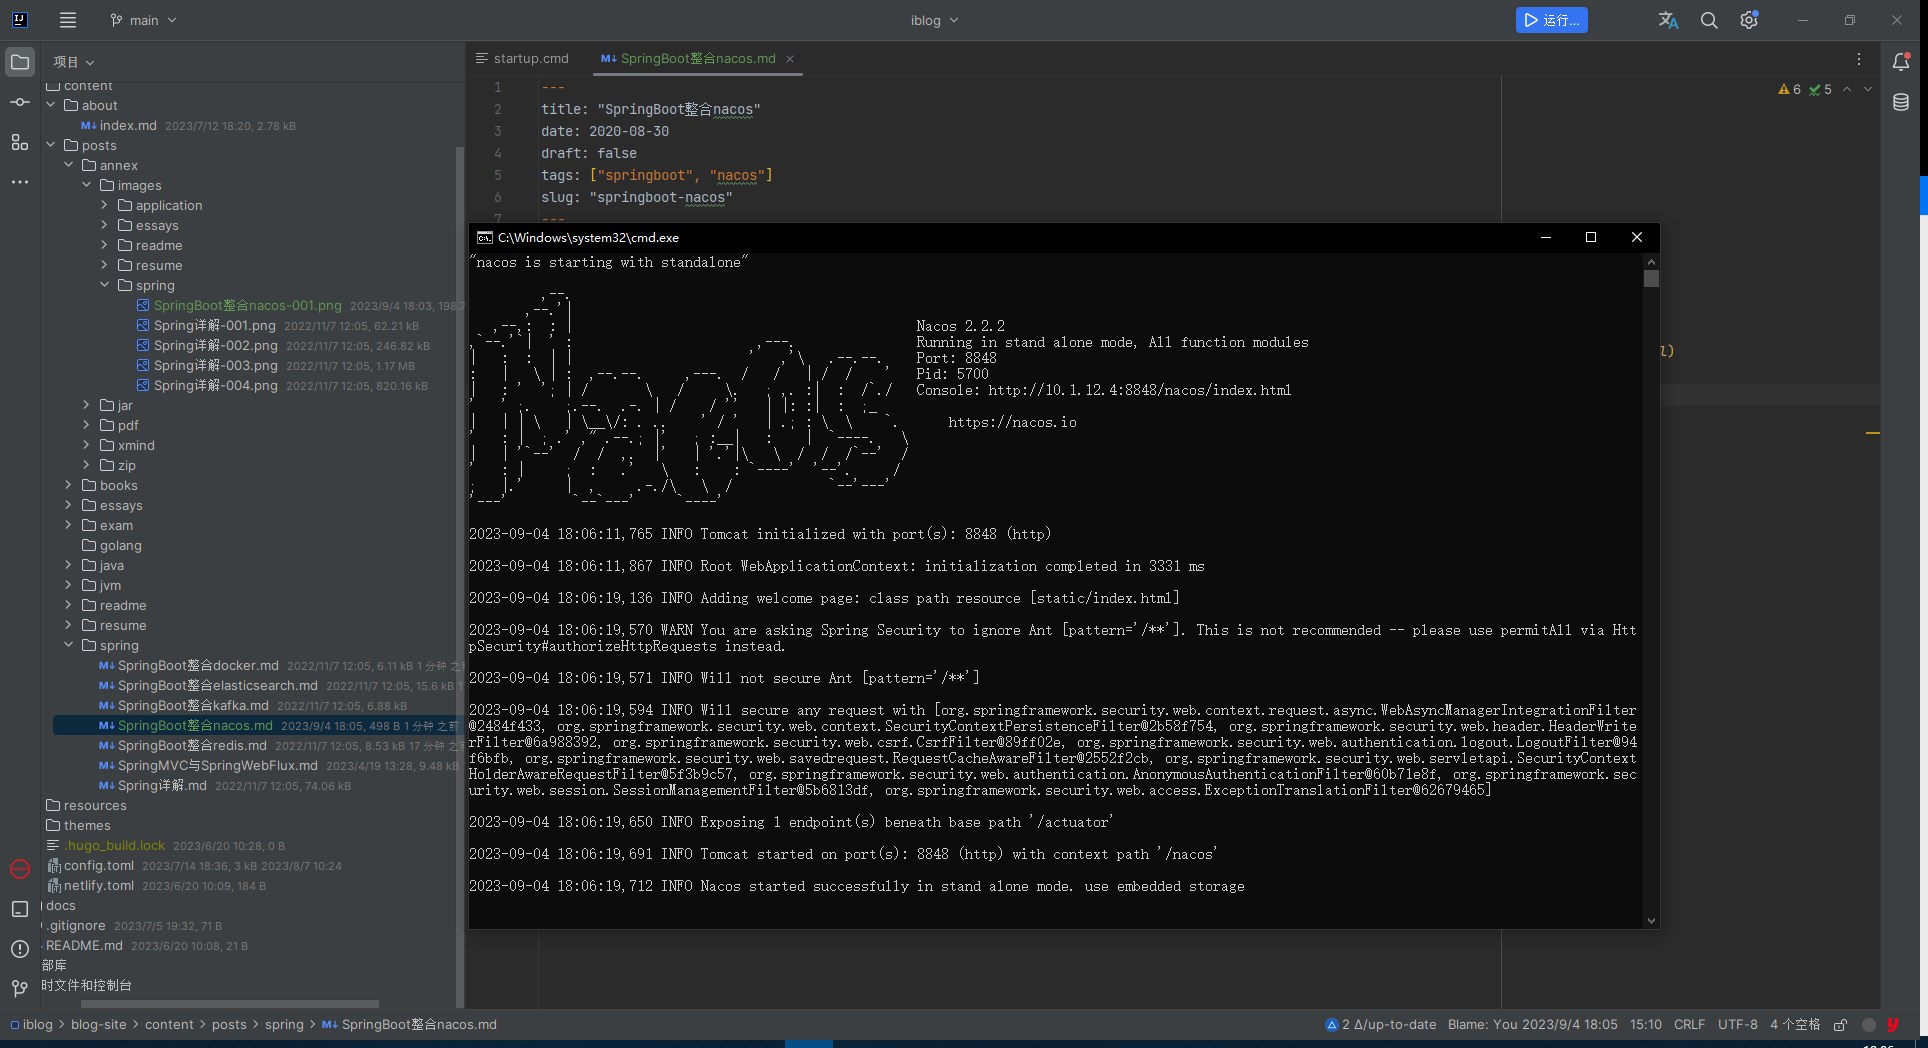 main
iblog
运行...
项目
startup.cmd
SpringBoot整合nacos.md
content
about
index.md 2023/7/12 18:20, 2.78 kB
posts
annex
images
application
essays
readme
resume
spring
SpringBoot整合nacos-001.png 2023/9/4 18:03, 198.7
Spring详解-001.png 2022/11/7 12:05, 62.21 kB
Spring详解-002.png 2022/11/7 12:05, 246.82 kB
Spring详解-003.png 2022/11/7 12:05, 1.17 MB
Spring详解-004.png 2022/11/7 12:05, 820.16 kB
jar
pdf
xmind
zip
books
essays
exam
golang
java
jvm
readme
resume
spring
SpringBoot整合docker.md 2022/11/7 12:05, 6.11 kB 1 分钟 之
SpringBoot整合elasticsearch.md 2022/11/7 12:05, 15.6 kB 1
SpringBoot整合kafka.md 2022/11/7 12:05, 6.88 kB
SpringBoot整合nacos.md 2023/9/4 18:05, 498 B 1 分钟 之前
SpringBoot整合redis.md 2022/11/7 12:05, 8.53 kB 17 分钟 之
SpringMVC与SpringWebFlux.md 2023/4/19 13:28, 9.48 kB
Spring详解.md 2022/11/7 12:05, 74.06 kB
resources
themes
.hugo_build.lock 2023/6/20 10:28, 0 B
config.toml 2023/7/14 18:36, 3 kB 2023/8/7 10:24
netlify.toml 2023/6/20 10:09, 184 B
docs
.gitignore 2023/7/5 19:32, 71 B
README.md 2023/6/20 10:08, 21 B
部库
时文件和控制台
1 ---
2 title: "SpringBoot整合nacos"
3 date: 2020-08-30
4 draft: false
5 tags: ["springboot", "nacos"]
6 slug: "springboot-nacos"
7 ---
6 5
l)
C:\Windows\system32\cmd.exe
"nacos is starting with standalone"
Nacos 2.2.2
Running in stand alone mode, All function modules
Port: 8848
Pid: 5700
Console: http://10.1.12.4:8848/nacos/index.html
https://nacos.io
2023-09-04 18:06:11,765 INFO Tomcat initialized with port(s): 8848 (http)
2023-09-04 18:06:11,867 INFO Root WebApplicationContext: initialization completed in 3331 ms
2023-09-04 18:06:19,136 INFO Adding welcome page: class path resource [static/index.html]
2023-09-04 18:06:19,570 WARN You are asking Spring Security to ignore Ant [pattern='/**']. This is not recommended -- please use permitAll via Htt
pSecurity#authorizeHttpRequests instead.
2023-09-04 18:06:19,571 INFO Will not secure Ant [pattern='/**']
2023-09-04 18:06:19,594 INFO Will secure any request with [org.springframework.security.web.context.request.async.WebAsyncManagerIntegrationFilter
@2484f433, org.springframework.security.web.context.SecurityContextPersistenceFilter@2b58f754, org.springframework.security.web.header.HeaderWrite
rFilter@6a988392, org.springframework.security.web.csrf.CsrfFilter@89ff02e, org.springframework.security.web.authentication.logout.LogoutFilter@94
f6bfb, org.springframework.security.web.savedrequest.RequestCacheAwareFilter@2552f2cb, org.springframework.security.web.servletapi.SecurityContext
HolderAwareRequestFilter@5f3b9c57, org.springframework.security.web.authentication.AnonymousAuthenticationFilter@60b71e8f, org.springframework.sec
urity.web.session.SessionManagementFilter@5b6813df, org.springframework.security.web.access.ExceptionTranslationFilter@62679465]
2023-09-04 18:06:19,650 INFO Exposing 1 endpoint(s) beneath base path '/actuator'
2023-09-04 18:06:19,691 INFO Tomcat started on port(s): 8848 (http) with context path '/nacos'
2023-09-04 18:06:19,712 INFO Nacos started successfully in stand alone mode. use embedded storage
iblog > blog-site > content > posts > spring > SpringBoot整合nacos.md
2 Δ/up-to-date Blame: You 2023/9/4 18:05 15:10 CRLF UTF-8 4 个空格